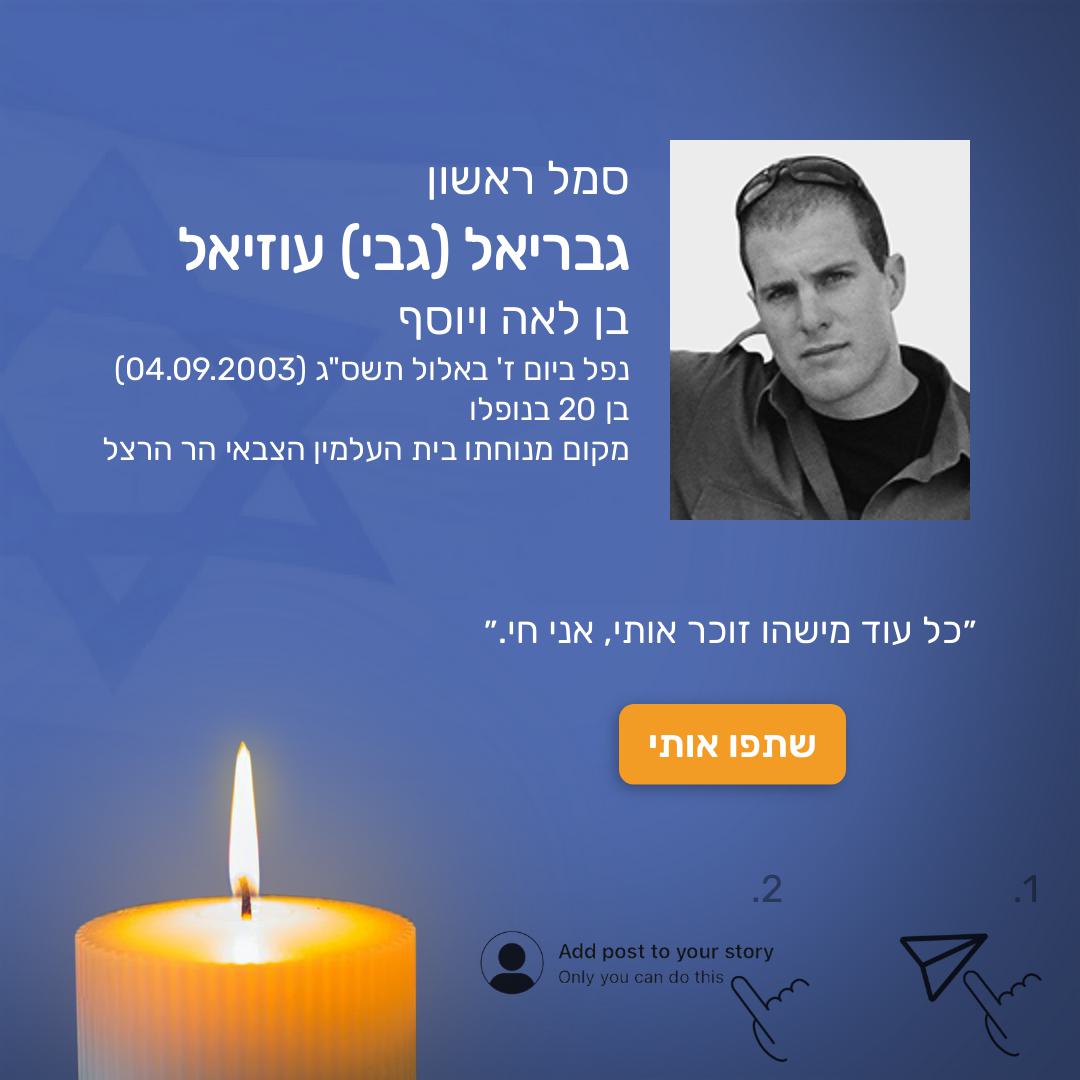 סמל ראשון
גבריאל (גבי) עוזיאל
בן לאה ויוסף
נפל ביום ז' באלול תשס"ג (04.09.2003)
בן 20 בנופלו
מקום מנוחתו בית העלמין הצבאי הר הרצל
״כל עוד מישהו זוכר אותי, אני חי.״
שתפו אותי
1.
2.
Add post to your story
Only you can do this